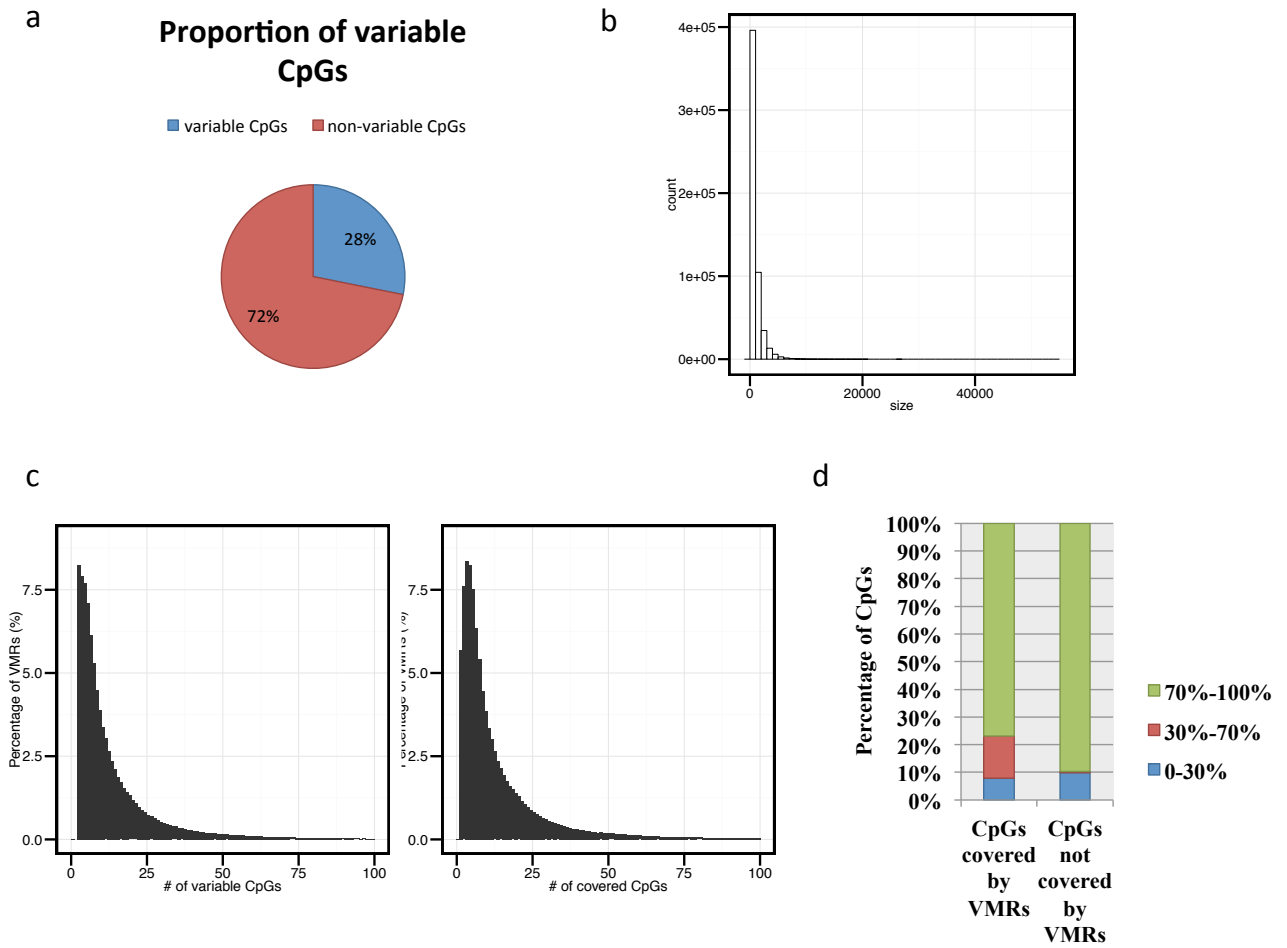 a
Proportion of variable
CpGs
variable CpGs non-variable CpGs
28%
72%
b
4e+05
3e+05
2e+05
1e+05
0e+00
count
0 20000 40000
size
c
7.5
5.0
2.5
0.0
Percentage of VMRs (%)
0 25 50 75 100
# of variable CpGs
7.5
5.0
2.5
0.0
of VMRs
0 25 50 75 100
# of covered CpGs
d
100%
90%
80%
70%
60%
50%
40%
30%
20%
10%
0%
Percentage of CpGs
CpGs
covered
by
VMRs
CpGs
not
covered
by
VMRs
70%-100%
30%-70%
0-30%